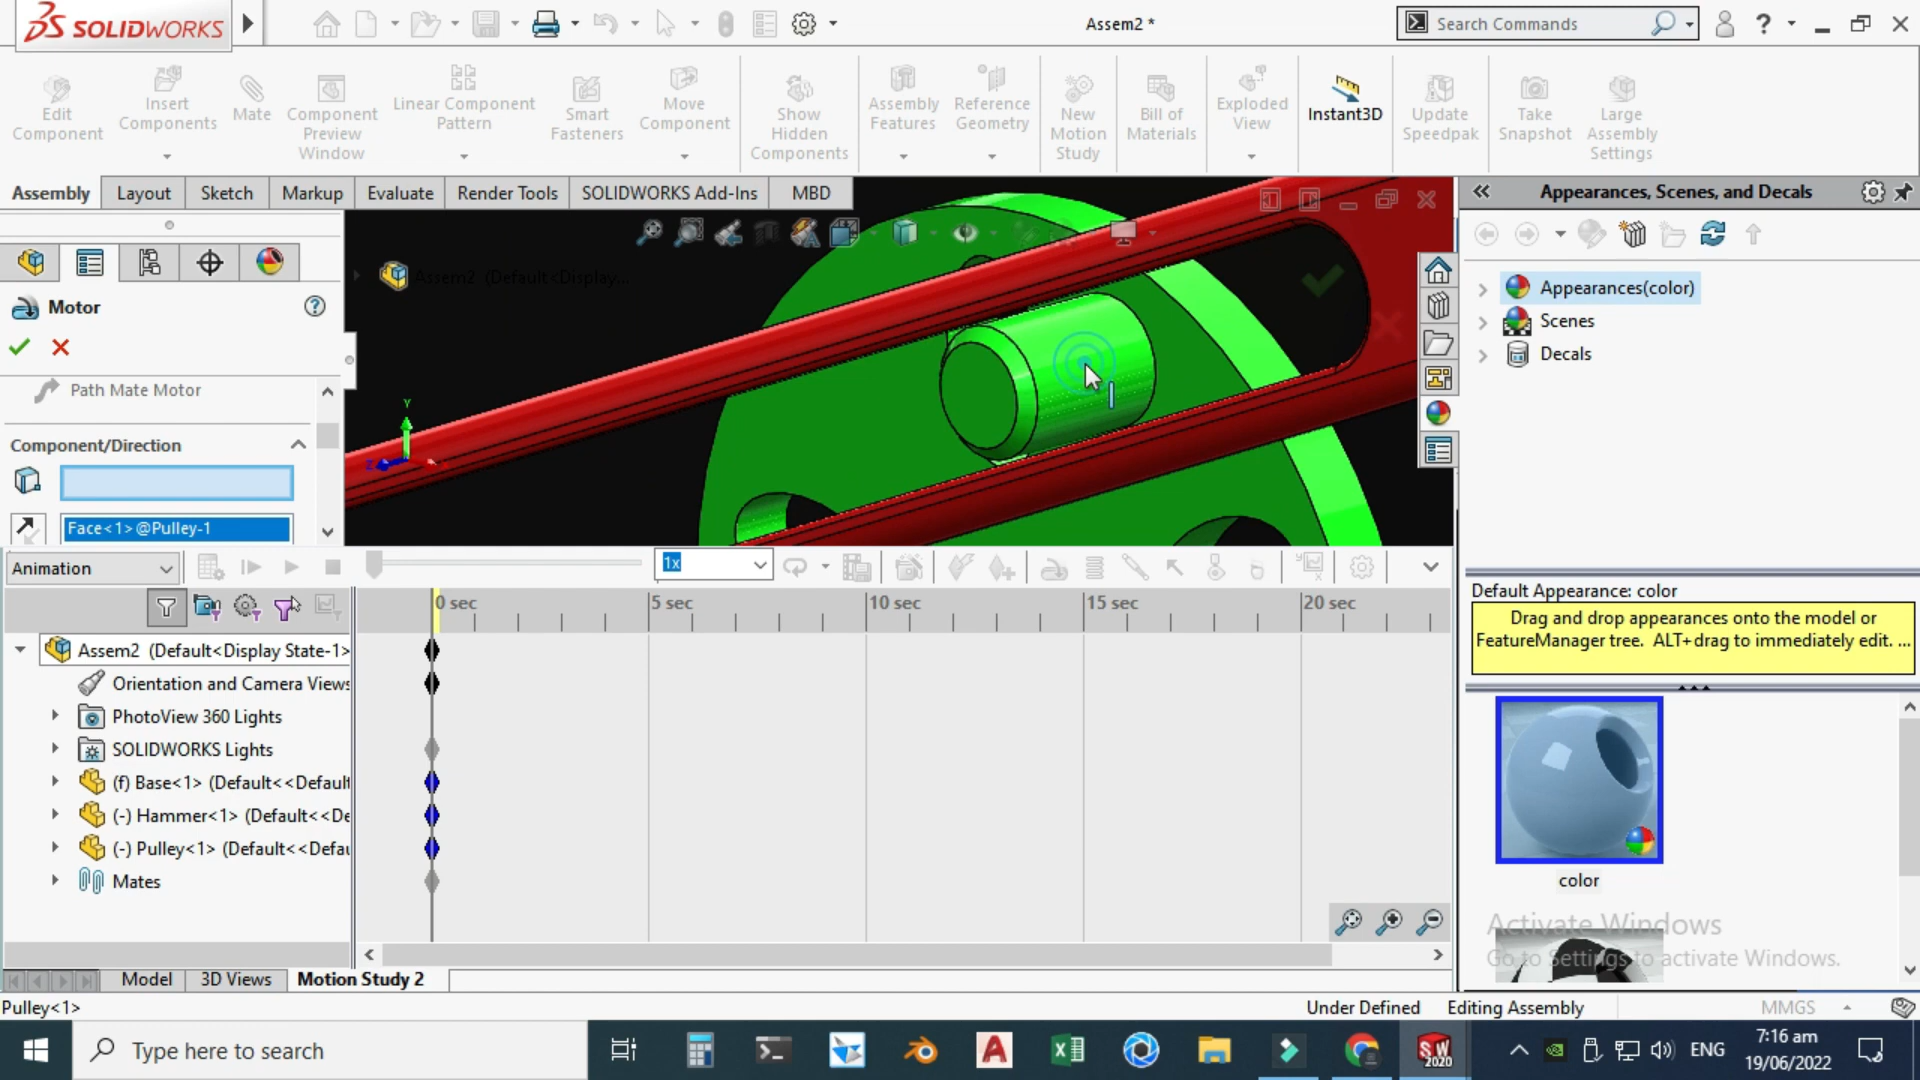 SOLIDWORKS
Assem2 *
Search Commands
?
Edit Component
Insert Components
Mate
Component Preview Window
Linear Component Pattern
Smart Fasteners
Move Component
Show Hidden Components
Assembly Features
Reference Geometry
New Motion Study
Bill of Materials
Exploded View
Instant3D
Update Speedpak
Take Snapshot
Large Assembly Settings
Assembly
Layout
Sketch
Markup
Evaluate
Render Tools
SOLIDWORKS Add-Ins
MBD
Appearances, Scenes, and Decals
Assem2 (Default<Display...
Motor
Path Mate Motor
Component/Direction
Face<1>@Pulley-1
Y
Z
Appearances(color)
Scenes
Decals
Animation
1x
0 sec
5 sec
10 sec
15 sec
20 sec
Assem2 (Default<Display State-1>
Orientation and Camera Views
PhotoView 360 Lights
SOLIDWORKS Lights
(f) Base<1> (Default<<Default
(-) Hammer<1> (Default<<De
(-) Pulley<1> (Default<<Defau
Mates
Default Appearance: color
Drag and drop appearances onto the model or
FeatureManager tree. ALT+drag to immediately edit. ...
color
Activate Windows
Go to Settings to activate Windows.
Model
3D Views
Motion Study 2
Pulley<1>
Under Defined
Editing Assembly
MMGS
Type here to search
SW 2020
ENG
7:16 am
19/06/2022